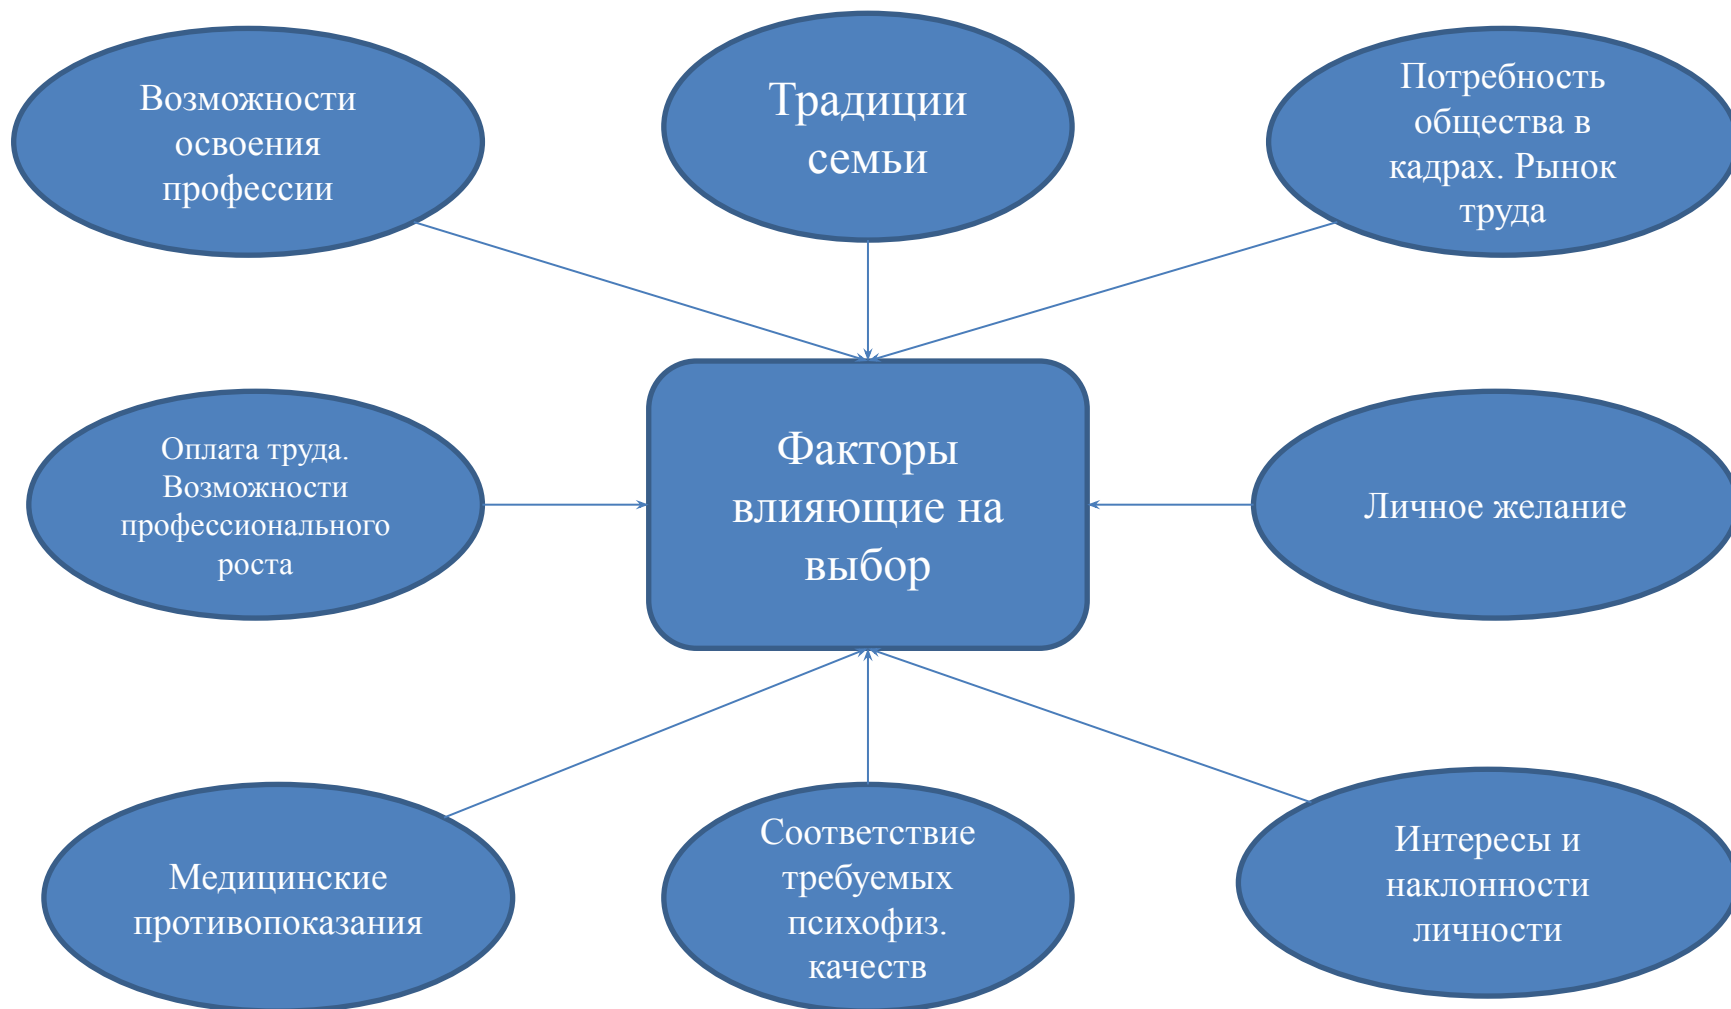 Возможности
освоения
профессии
Традиции
семьи
Потребность
общества в
кадрах. Рынок
труда
Оплата труда.
Возможности
профессионального
роста
Факторы
влияющие на
выбор
Личное желание
Медицинские
противопоказания
Соответствие
требуемых
психофиз.
качеств
Интересы и
наклонности
личности